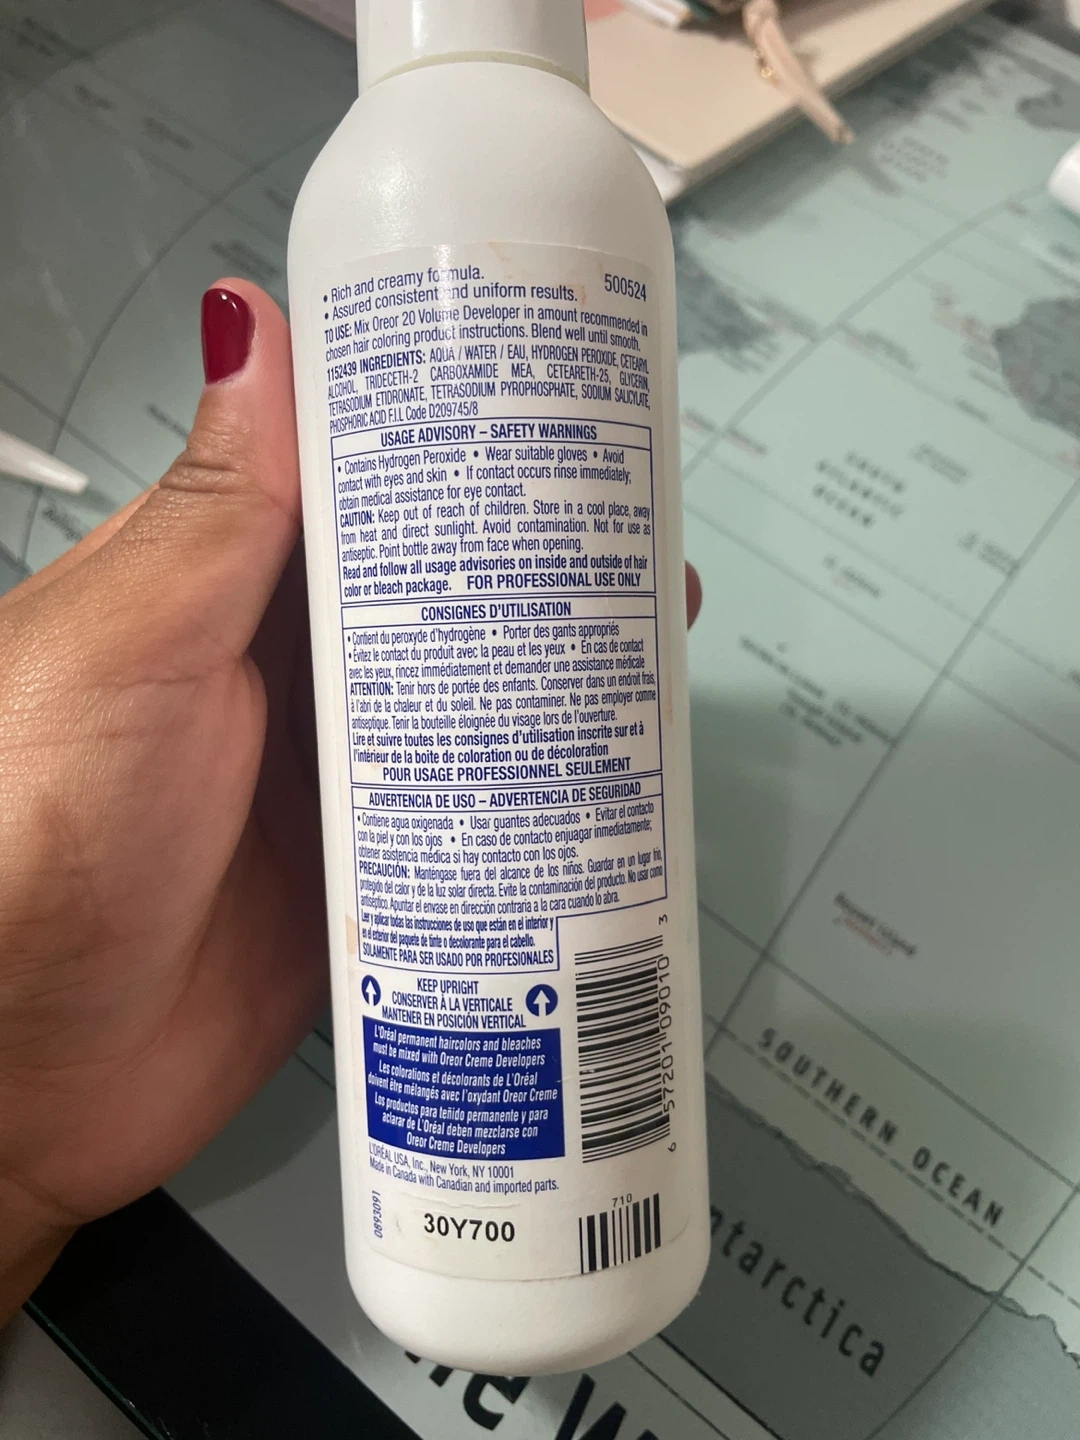 • Rich and creamy formula.
• Assured consistent and uniform results.
500524
TO USE: Mix Oreor 20 Volume Developer in amount recommended in
chosen hair coloring product instructions. Blend well until smooth.
1152439 INGREDIENTS: AQUA / WATER / EAU, HYDROGEN PEROXIDE, CETEARYL
ALCOHOL, TRIDECETH-2 CARBOXAMIDE MEA, CETEARETH-25, GLYCERIN,
TETRASODIUM ETIDRONATE, TETRASODIUM PYROPHOSPHATE, SODIUM SALICYLATE,
PHOSPHORIC ACID F.I.L Code D209745/8
USAGE ADVISORY – SAFETY WARNINGS
• Contains Hydrogen Peroxide • Wear suitable gloves • Avoid
contact with eyes and skin • If contact occurs rinse immediately;
obtain medical assistance for eye contact.
CAUTION: Keep out of reach of children. Store in a cool place, away
from heat and direct sunlight. Avoid contamination. Not for use as
antiseptic. Point bottle away from face when opening.
Read and follow all usage advisories on inside and outside of hair
color or bleach package. FOR PROFESSIONAL USE ONLY
CONSIGNES D'UTILISATION
• Contient du peroxyde d'hydrogène • Porter des gants appropriés
• Évitez le contact du produit avec la peau et les yeux • En cas de contact
avec les yeux, rincez immédiatement et demander une assistance médicale
ATTENTION: Tenir hors de portée des enfants. Conserver dans un endroit frais,
à l'abri de la chaleur et du soleil. Ne pas contaminer. Ne pas employer comme
antiseptique. Tenir la bouteille éloignée du visage lors de l'ouverture.
Lire et suivre toutes les consignes d'utilisation inscrite sur et à
l'intérieur de la boite de coloration ou de décoloration
POUR USAGE PROFESSIONNEL SEULEMENT
ADVERTENCIA DE USO – ADVERTENCIA DE SEGURIDAD
• Contiene agua oxigenada • Usar guantes adecuados • Evitar el contacto
con la piel y con los ojos • En caso de contacto enjuagar inmediatamente;
obtener asistencia médica si hay contacto con los ojos.
PRECAUCIÓN: Manténgase fuera del alcance de los niños. Guardar en un lugar frío,
protegido del calor y de la luz solar directa. Evite la contaminación del producto. No usar como
antiséptico. Apuntar el envase en dirección contraria a la cara cuando lo abra.
Leer y aplicar todas las instrucciones de uso que están en el interior y
en el exterior del paquete de tinte o decolorante para el cabello.
SOLAMENTE PARA SER USADO POR PROFESIONALES
KEEP UPRIGHT
CONSERVER À LA VERTICALE
MANTENER EN POSICIÓN VERTICAL
L'Oréal permanent haircolors and bleaches
must be mixed with Oreor Creme Developers
Les colorations et décolorants de L'Oréal
doivent être mélangés avec l'oxydant Oreor Creme
Los productos para teñido permanente y para
aclarar de L'Oréal deben mezclarse con
Oreor Creme Developers
L'ORÉAL USA, Inc., New York, NY 10001
Made in Canada with Canadian and imported parts.
0893091
30Y700
6 57201 09010 3
710
SOUTHERN OCEAN
ntarctica
he W